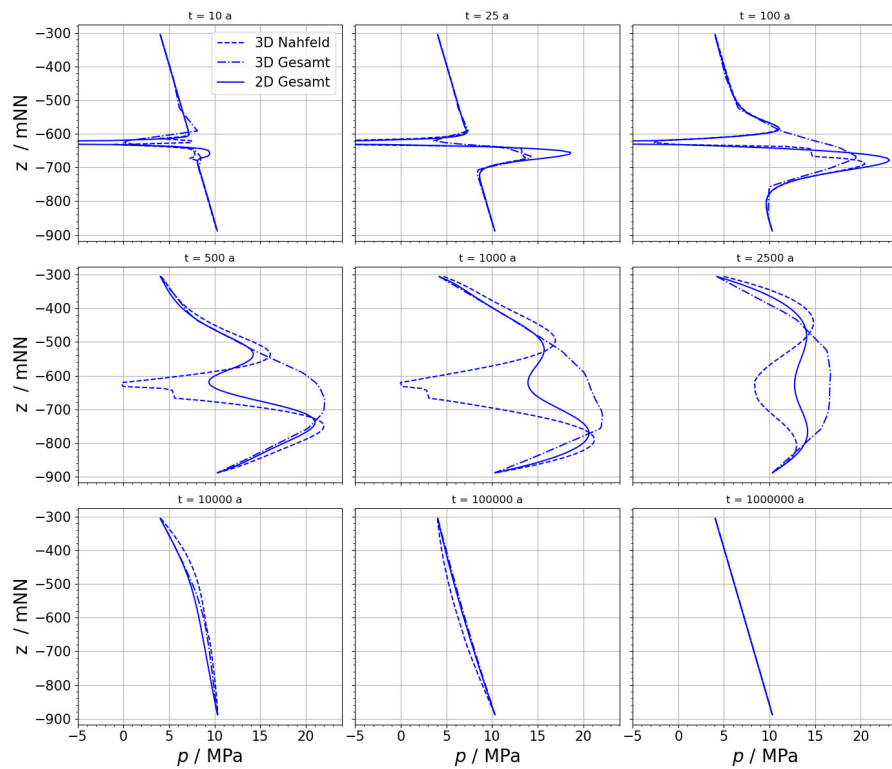 t = 10 a
t = 25 a
t = 100 a
−300
−400
−500
−600
−700
−800
−900
z / mNN
3D Nahfeld
3D Gesamt
2D Gesamt
t = 500 a
t = 1000 a
t = 2500 a
−300
−400
−500
−600
−700
−800
−900
z / mNN
t = 10000 a
t = 100000 a
t = 1000000 a
−300
−400
−500
−600
−700
−800
−900
z / mNN
−5 0 5 10 15 20
−5 0 5 10 15 20
−5 0 5 10 15 20
p / MPa
p / MPa
p / MPa